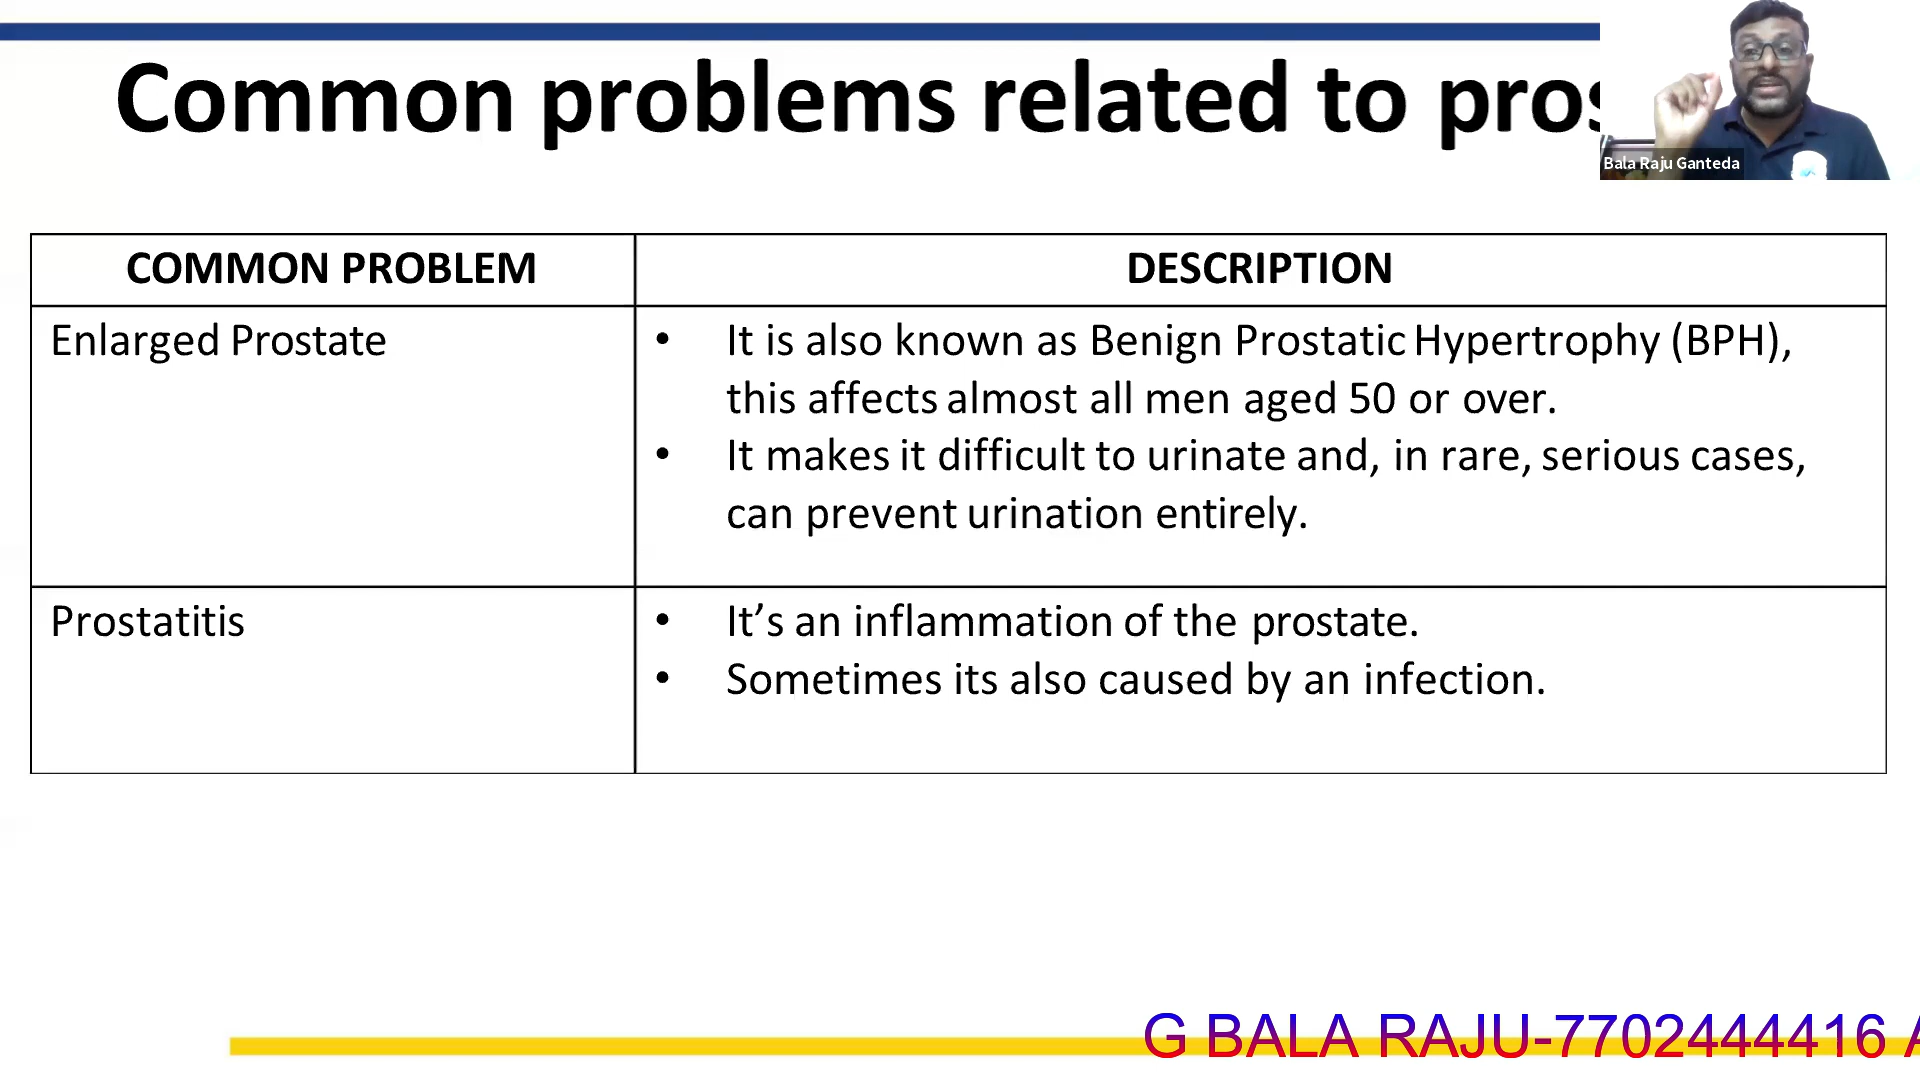 Common problems related to pros
Bala Raju Ganteda
COMMON PROBLEM
DESCRIPTION
Enlarged Prostate
• It is also known as Benign Prostatic Hypertrophy (BPH),
this affects almost all men aged 50 or over.
• It makes it difficult to urinate and, in rare, serious cases,
can prevent urination entirely.
Prostatitis
• It’s an inflammation of the prostate.
• Sometimes its also caused by an infection.
G BALA RAJU-7702444416 A